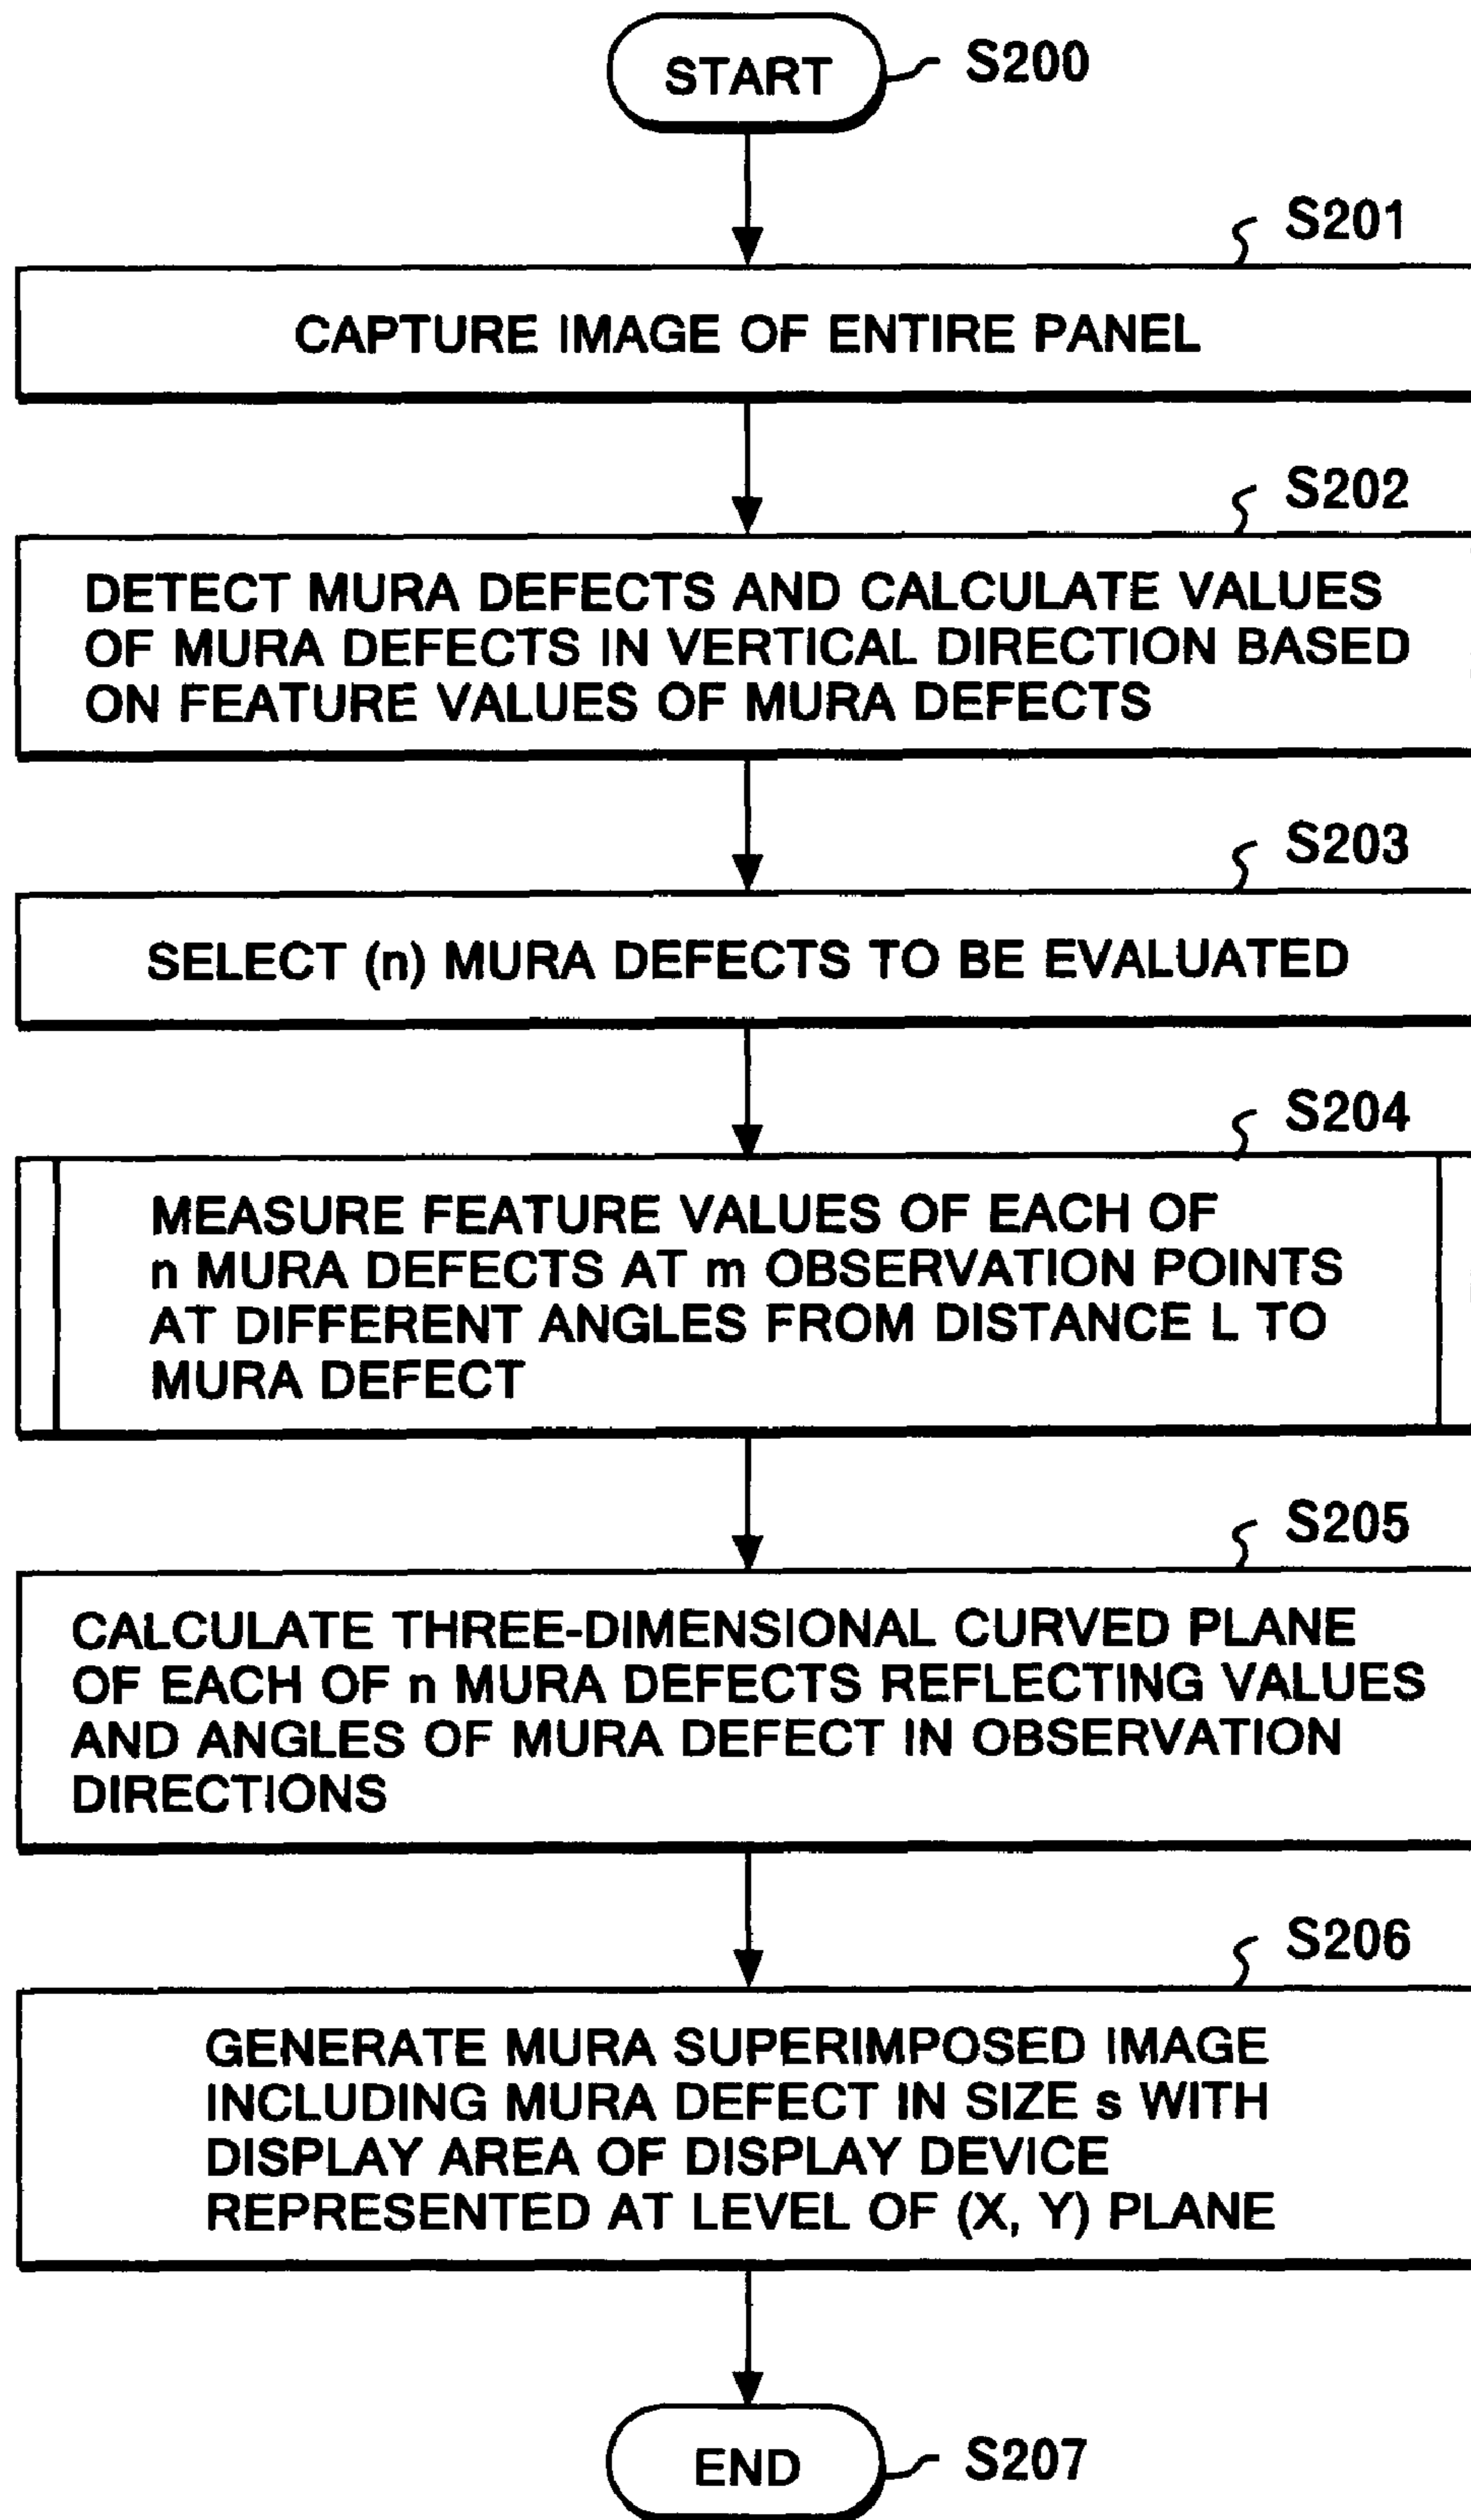 START
S200
S201
CAPTURE IMAGE OF ENTIRE PANEL
S202
DETECT MURA DEFECTS AND CALCULATE VALUES
OF MURA DEFECTS IN VERTICAL DIRECTION BASED
ON FEATURE VALUES OF MURA DEFECTS
S203
SELECT (n) MURA DEFECTS TO BE EVALUATED
S204
MEASURE FEATURE VALUES OF EACH OF
n MURA DEFECTS AT m OBSERVATION POINTS
AT DIFFERENT ANGLES FROM DISTANCE L TO
MURA DEFECT
S205
CALCULATE THREE-DIMENSIONAL CURVED PLANE
OF EACH OF n MURA DEFECTS REFLECTING VALUES
AND ANGLES OF MURA DEFECT IN OBSERVATION
DIRECTIONS
S206
GENERATE MURA SUPERIMPOSED IMAGE
INCLUDING MURA DEFECT IN SIZE s WITH
DISPLAY AREA OF DISPLAY DEVICE
REPRESENTED AT LEVEL OF (X, Y) PLANE
END
S207